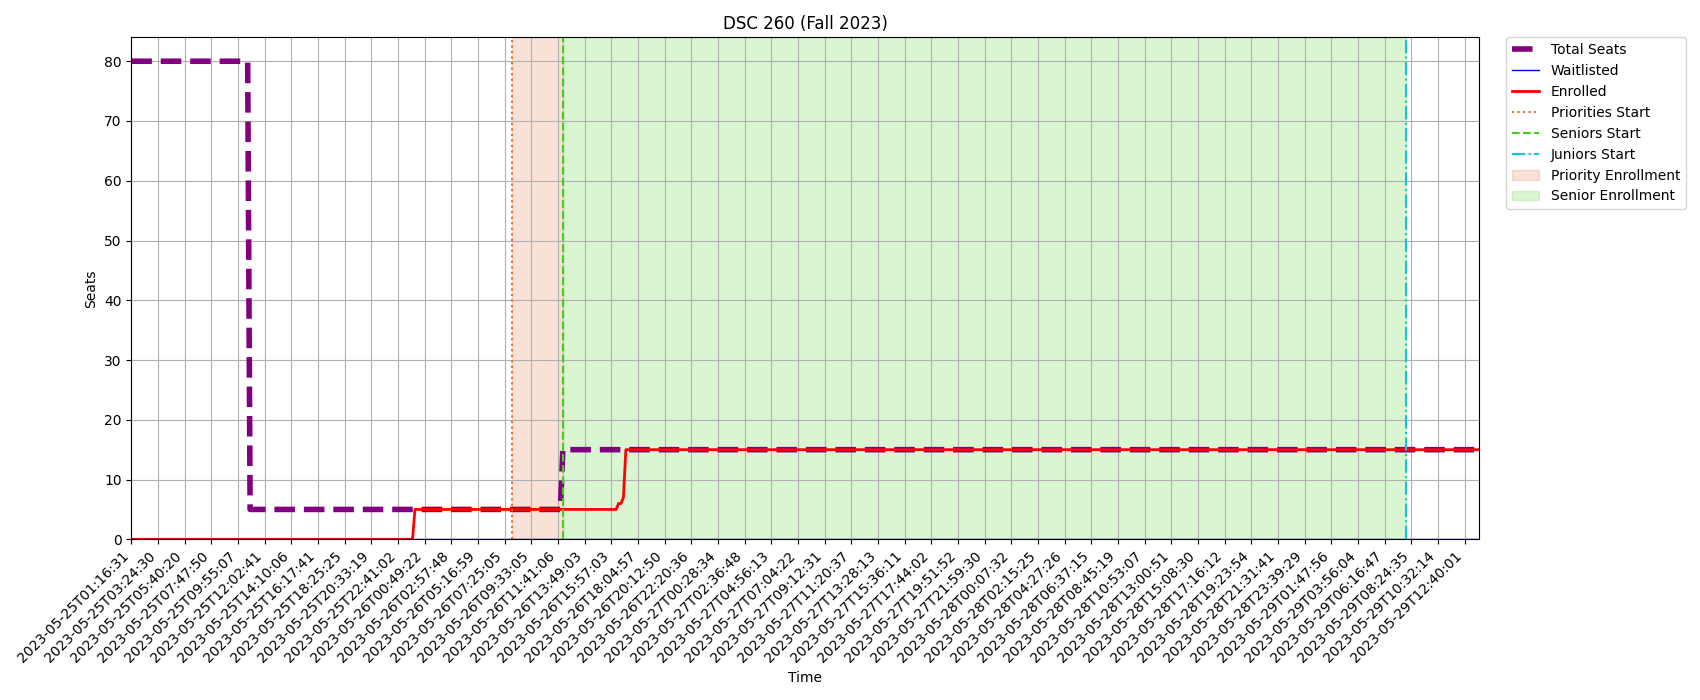 DSC 260 (Fall 2023)
Total Seats
Waitlisted
Enrolled
Priorities Start
Seniors Start
Juniors Start
Priority Enrollment
Senior Enrollment
Seats
80
70
60
50
40
30
20
10
0
2023-05-25T01:16:31
2023-05-25T03:24:30
2023-05-25T05:40:20
2023-05-25T07:47:50
2023-05-25T09:55:07
2023-05-25T12:02:41
2023-05-25T14:10:06
2023-05-25T16:17:41
2023-05-25T18:25:25
2023-05-25T20:33:19
2023-05-25T22:41:02
2023-05-26T00:49:22
2023-05-26T02:57:48
2023-05-26T05:16:59
2023-05-26T07:25:05
2023-05-26T09:33:05
2023-05-26T11:41:06
2023-05-26T13:49:03
2023-05-26T15:57:03
2023-05-26T18:04:57
2023-05-26T20:12:50
2023-05-26T22:20:36
2023-05-27T00:28:34
2023-05-27T02:36:48
2023-05-27T04:56:13
2023-05-27T07:04:22
2023-05-27T09:12:31
2023-05-27T11:20:37
2023-05-27T13:28:13
2023-05-27T15:36:11
2023-05-27T17:44:02
2023-05-27T19:51:52
2023-05-27T21:59:30
2023-05-28T00:07:32
2023-05-28T02:15:25
2023-05-28T04:27:26
2023-05-28T06:37:15
2023-05-28T08:45:19
2023-05-28T10:53:07
2023-05-28T13:00:51
2023-05-28T15:08:30
2023-05-28T17:16:12
2023-05-28T19:23:54
2023-05-28T21:31:41
2023-05-28T23:39:29
2023-05-29T01:47:56
2023-05-29T03:56:04
2023-05-29T06:16:47
2023-05-29T08:24:35
2023-05-29T10:32:14
2023-05-29T12:40:01
Time